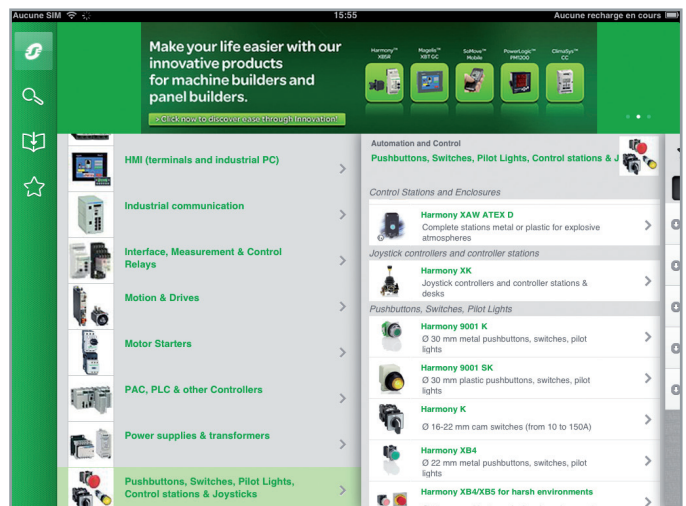 Aucune SIM
15:55
Aucune recharge en cours
Make your life easier with our
innovative products
for machine builders and
panel builders.
> Click now to discover ease through Innovation!
Harmony™
XB5R
Magelis™
XBT GC
SoMove™
Mobile
PowerLogic™
PM1200
ClimaSys™
CC
HMI (terminals and industrial PC)
Industrial communication
Interface, Measurement & Control
Relays
Motion & Drives
Motor Starters
PAC, PLC & other Controllers
Power supplies & transformers
Pushbuttons, Switches, Pilot Lights,
Control stations & Joysticks
Automation and Control
Pushbuttons, Switches, Pilot Lights, Control stations & J
Control Stations and Enclosures
Harmony XAW ATEX D
Complete stations metal or plastic for explosive
atmospheres
Joystick controllers and controller stations
Harmony XK
Joystick controllers and controller stations &
desks
Pushbuttons, Switches, Pilot Lights
Harmony 9001 K
Ø 30 mm metal pushbuttons, switches, pilot
lights
Harmony 9001 SK
Ø 30 mm plastic pushbuttons, switches, pilot
lights
Harmony K
Ø 16-22 mm cam switches (from 10 to 150A)
Harmony XB4
Ø 22 mm metal pushbuttons, switches, pilot
lights
Harmony XB4/XB5 for harsh environments